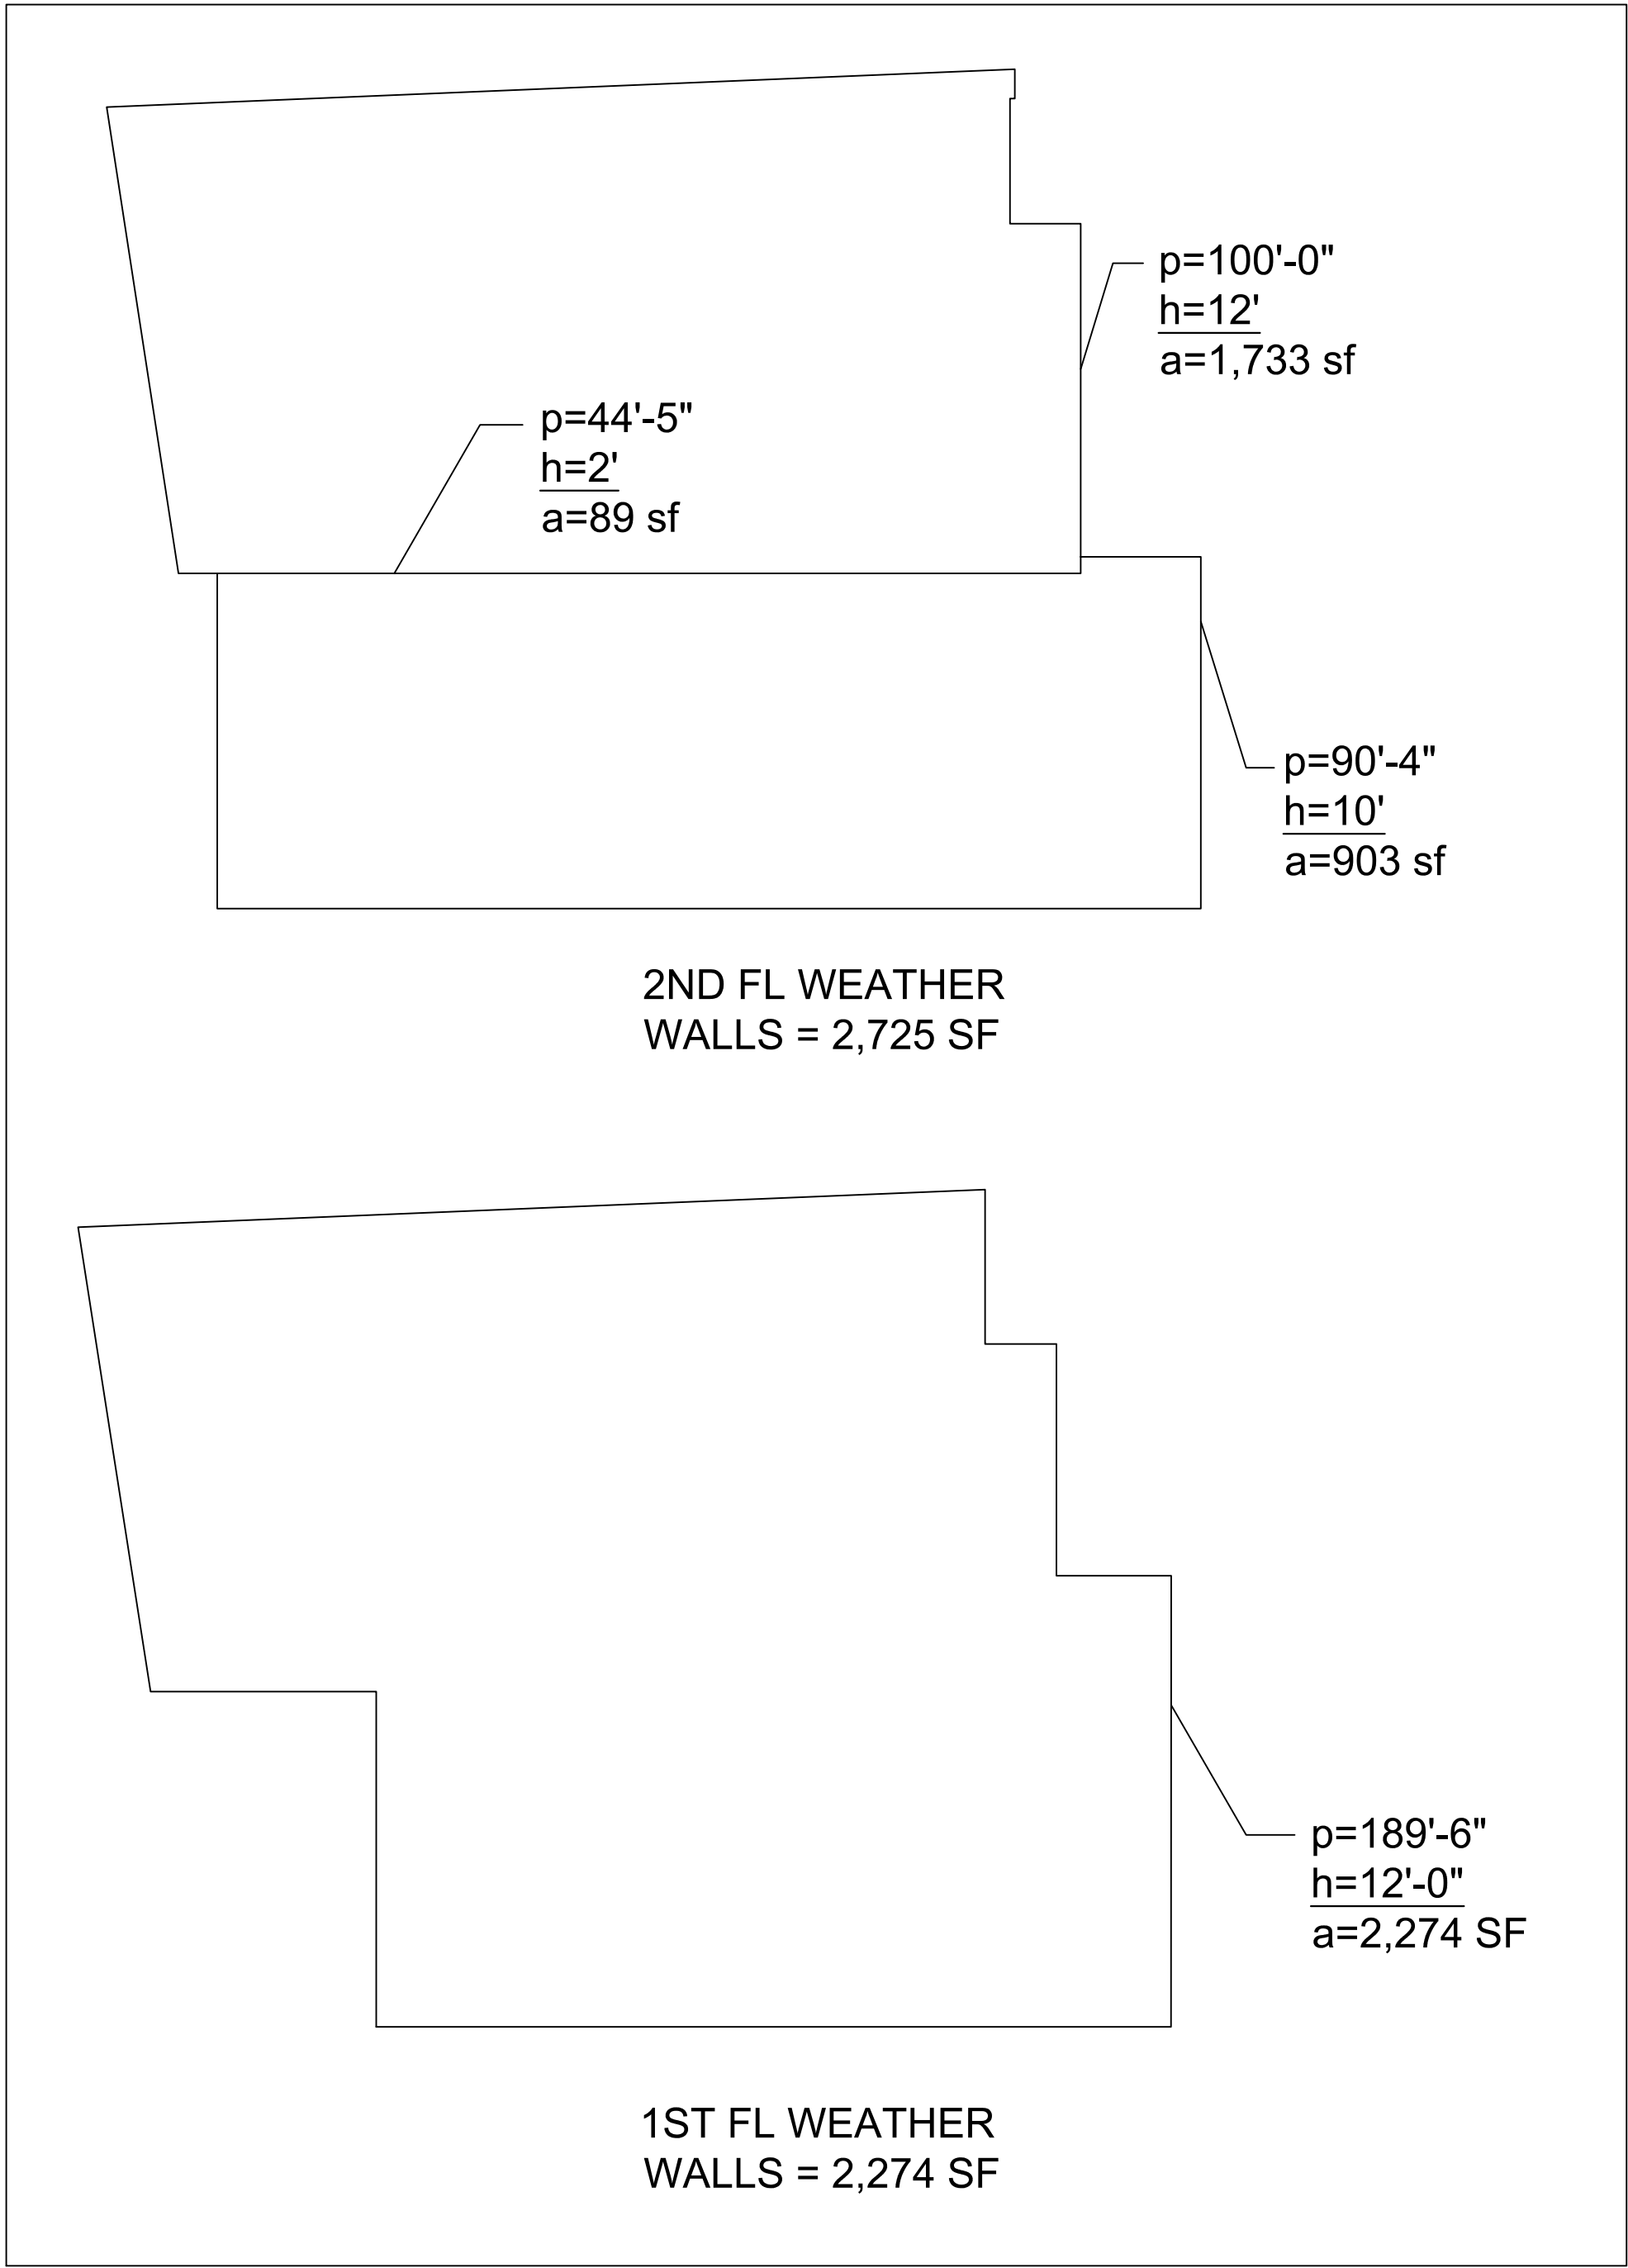 p=100'-0"
h=12'
a=1,733 sf
p=44'-5"
h=2'
a=89 sf
p=90'-4"
h=10'
a=903 sf
2ND FL WEATHER
WALLS = 2,725 SF
p=189'-6"
h=12'-0"
a=2,274 SF
1ST FL WEATHER
WALLS = 2,274 SF